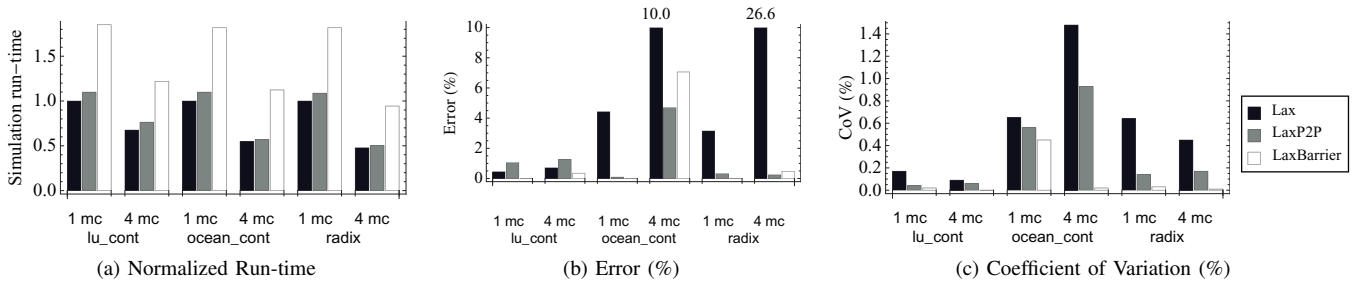 Simulation run-time
1.5
1.0
0.5
0.0
1 mc 4 mc 1 mc 4 mc 1 mc 4 mc
lu_cont ocean_cont radix
(a) Normalized Run-time
10.0 26.6
Error (%)
10
8
6
4
2
0
1 mc 4 mc 1 mc 4 mc 1 mc 4 mc
lu_cont ocean_cont radix
(b) Error (%)
CoV (%)
1.4
1.2
1.0
0.8
0.6
0.4
0.2
0.0
1 mc 4 mc 1 mc 4 mc 1 mc 4 mc
lu_cont ocean_cont radix
(c) Coefficient of Variation (%)
Lax
LaxP2P
LaxBarrier